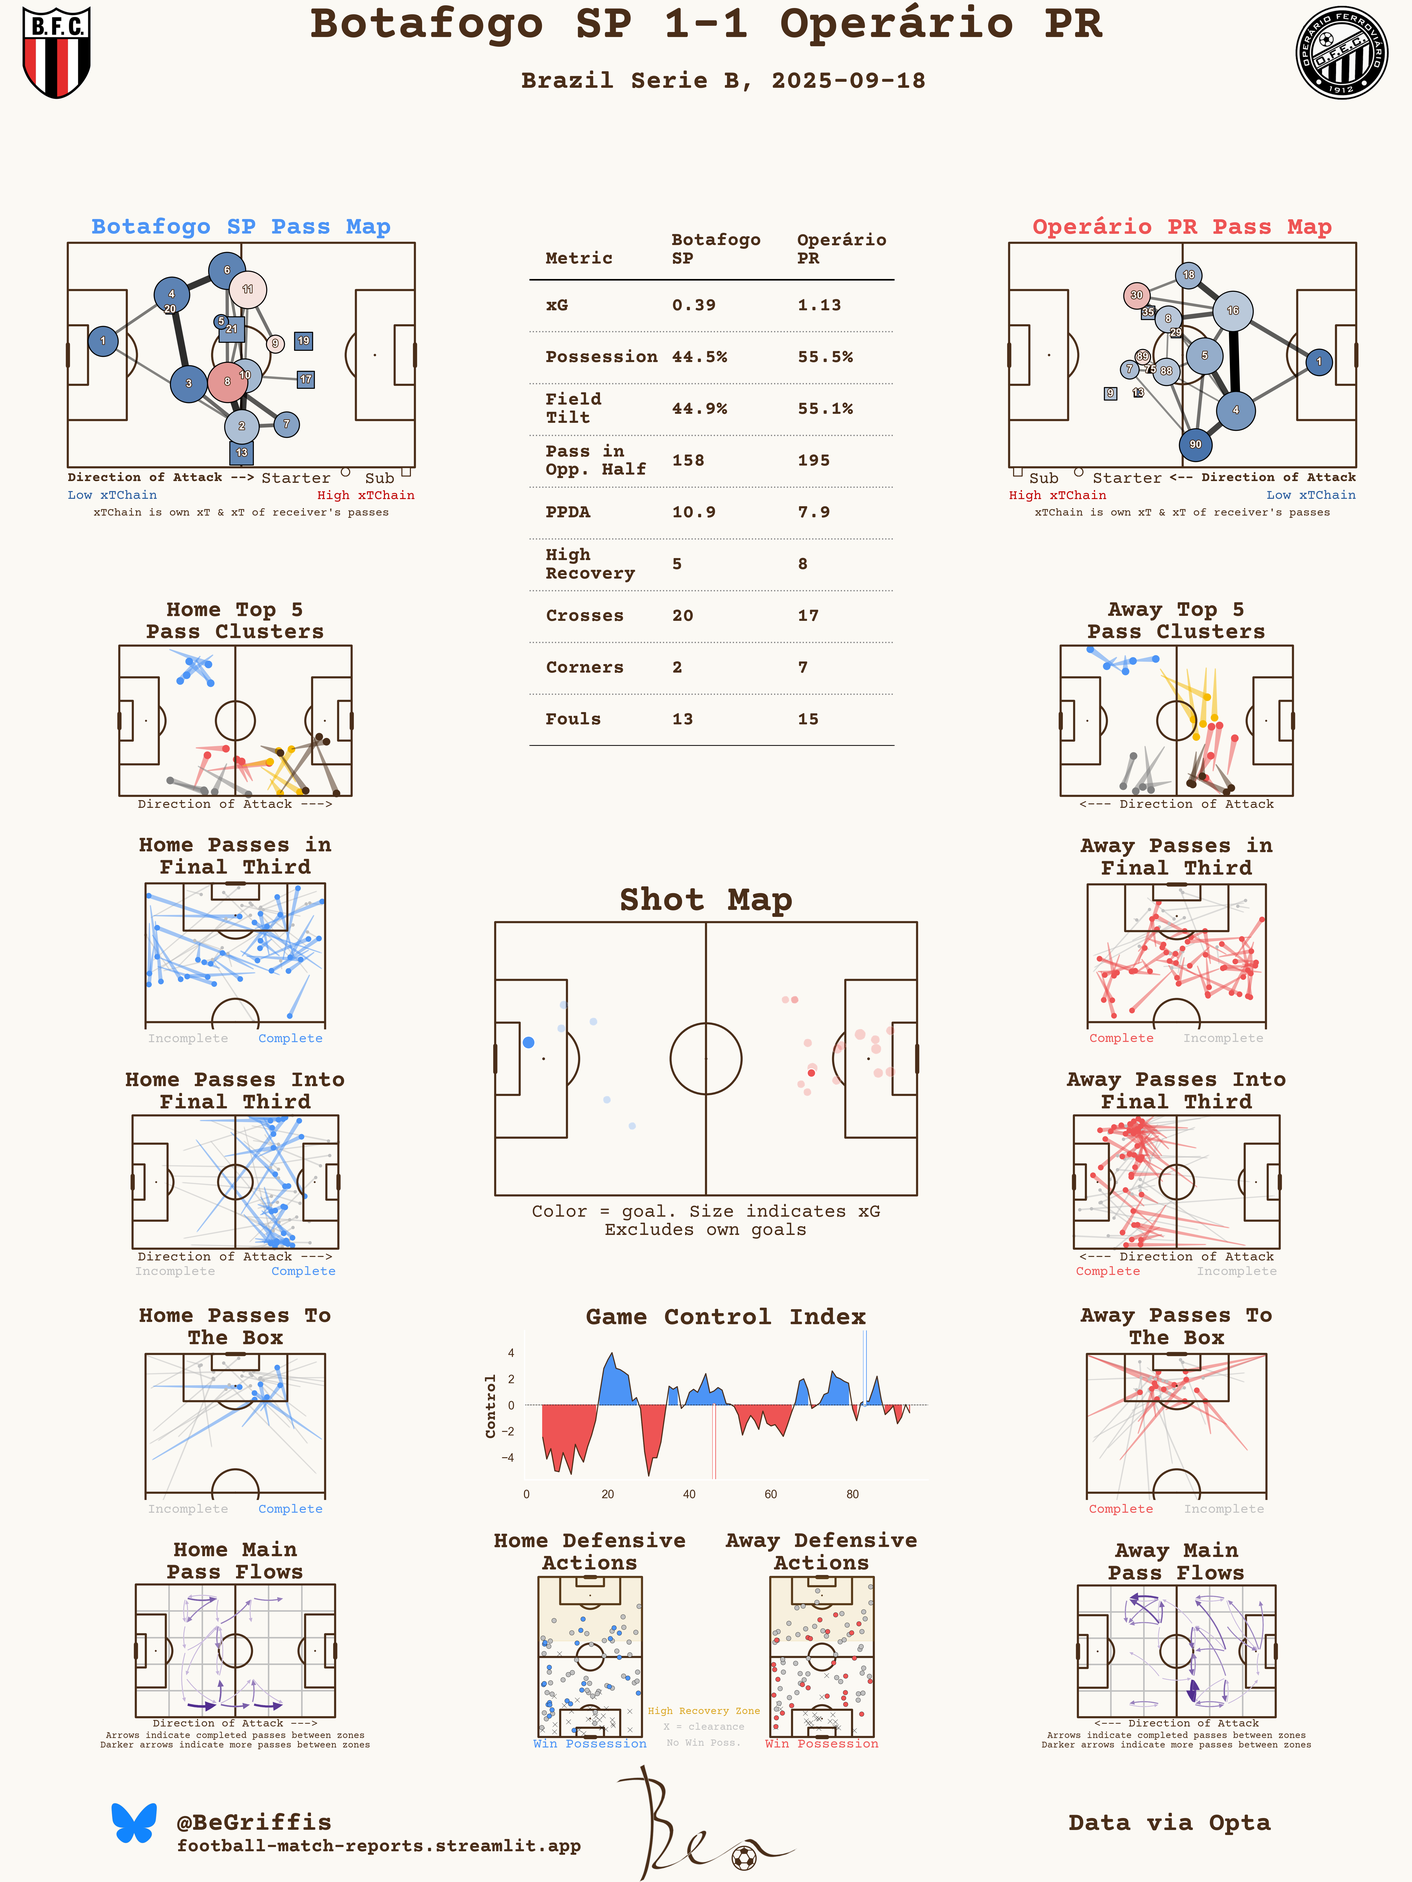 Botafogo SP 1-1 Operário PR
Brazil Serie B, 2025-09-18
B.F.C.
OPERÁRIO FERROVIÁRIO
O.F.E.C.
1912
Botafogo SP Pass Map
6
4
11
20
5
21
1
9
19
3
8
10
17
2
7
13
Direction of Attack --> Starter Sub
Low xTChain High xTChain
xTChain is own xT & xT of receiver's passes
Metric Botafogo SP Operário PR
xG 0.39 1.13
Possession 44.5% 55.5%
Field Tilt 44.9% 55.1%
Pass in Opp. Half 158 195
PPDA 10.9 7.9
High Recovery 5 8
Crosses 20 17
Corners 2 7
Fouls 13 15
Operário PR Pass Map
18
30
35
8
16
29
89
5
1
7
75
88
9
13
4
90
Sub Starter <-- Direction of Attack
High xTChain Low xTChain
xTChain is own xT & xT of receiver's passes
Home Top 5
Pass Clusters
Direction of Attack --->
Away Top 5
Pass Clusters
<--- Direction of Attack
Home Passes in
Final Third
Incomplete Complete
Away Passes in
Final Third
Complete Incomplete
Shot Map
Color = goal. Size indicates xG
Excludes own goals
Home Passes Into
Final Third
Direction of Attack --->
Incomplete Complete
Away Passes Into
Final Third
<--- Direction of Attack
Complete Incomplete
Home Passes To
The Box
Incomplete Complete
Game Control Index
Control
4
2
0
−2
−4
0 20 40 60 80
Away Passes To
The Box
Complete Incomplete
Home Main
Pass Flows
Direction of Attack --->
Arrows indicate completed passes between zones
Darker arrows indicate more passes between zones
Home Defensive
Actions
Win Possession
Away Defensive
Actions
Win Possession
High Recovery Zone
X = clearance
No Win Poss.
Away Main
Pass Flows
<--- Direction of Attack
Arrows indicate completed passes between zones
Darker arrows indicate more passes between zones
@BeGriffis
football-match-reports.streamlit.app
Ben
Data via Opta